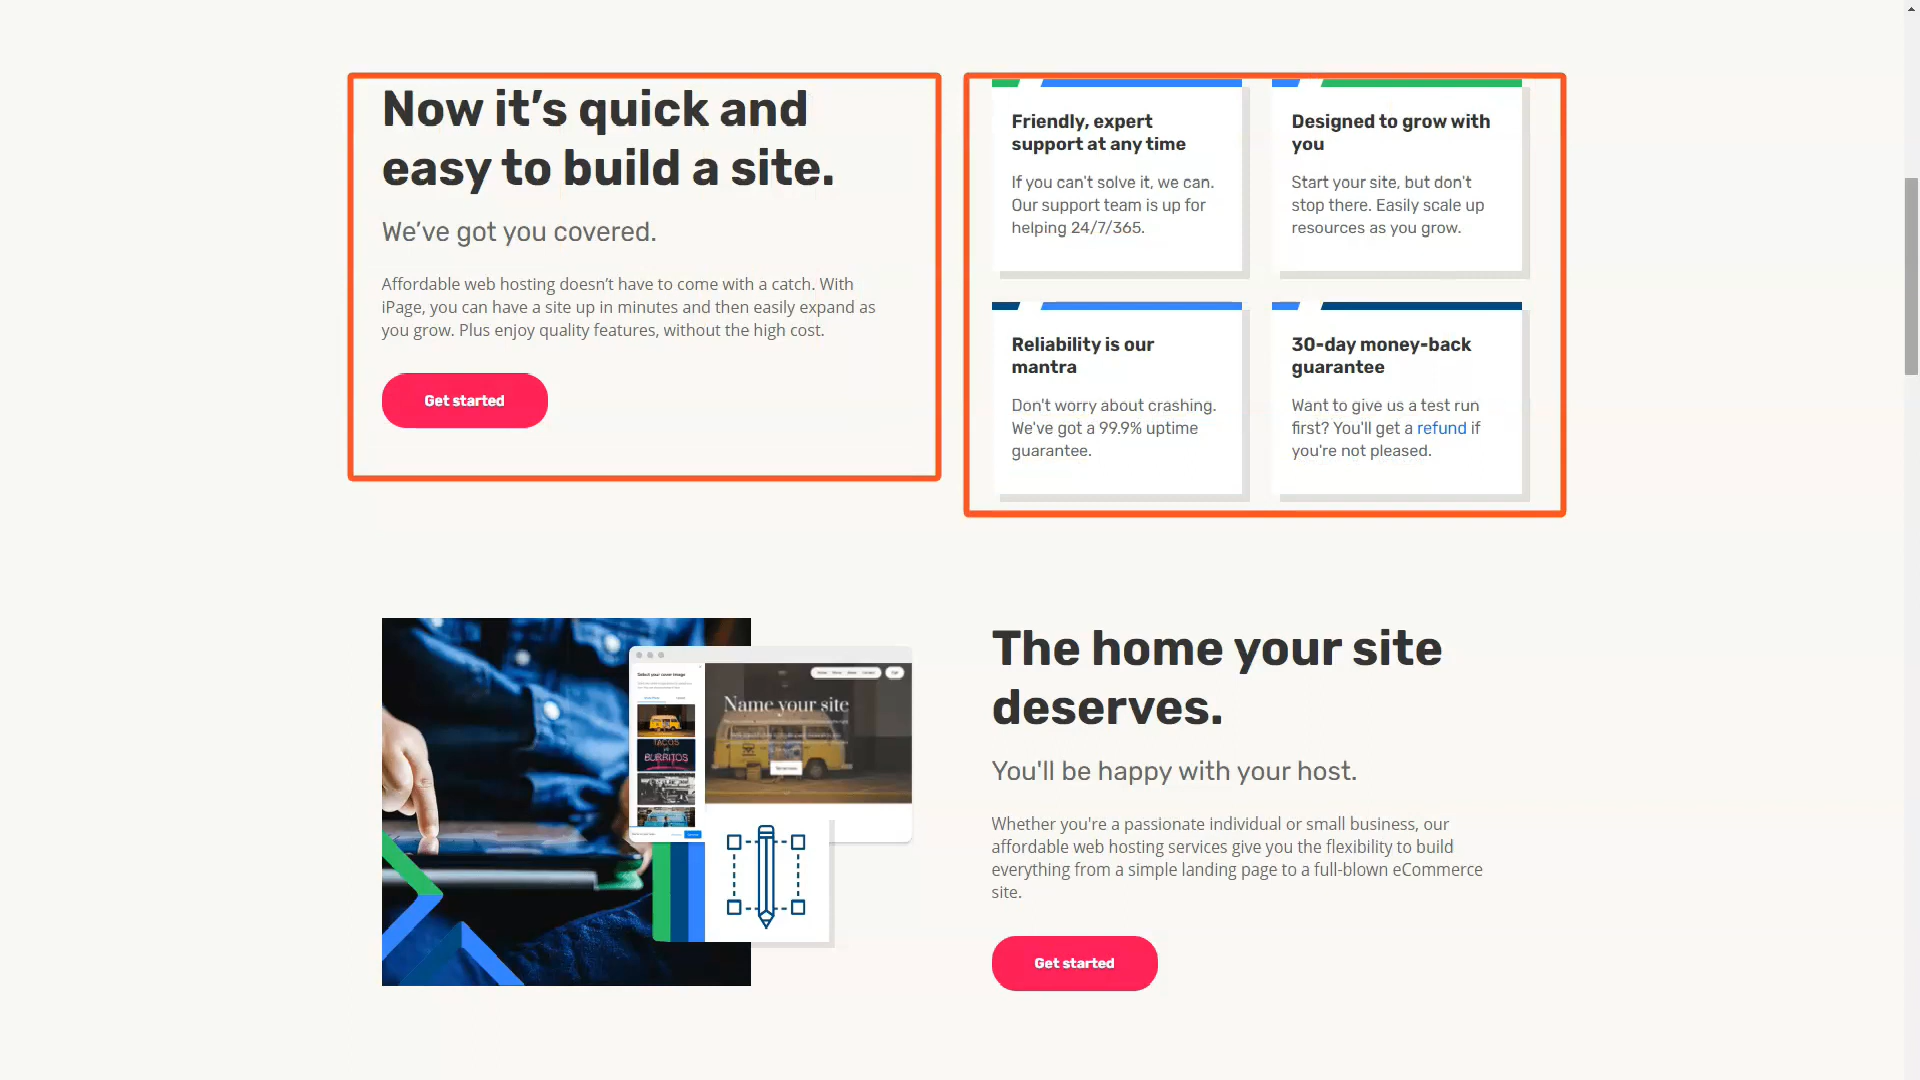 Now it’s quick and
easy to build a site.
We’ve got you covered.
Affordable web hosting doesn’t have to come with a catch. With
iPage, you can have a site up in minutes and then easily expand as
you grow. Plus enjoy quality features, without the high cost.
Get started
Friendly, expert
support at any time
If you can't solve it, we can.
Our support team is up for
helping 24/7/365.
Designed to grow with
you
Start your site, but don't
stop there. Easily scale up
resources as you grow.
Reliability is our
mantra
Don't worry about crashing.
We've got a 99.9% uptime
guarantee.
30-day money-back
guarantee
Want to give us a test run
first? You'll get a refund if
you're not pleased.
Select your cover image
Name your site
TACOS
BURRITOS
The home your site
deserves.
You'll be happy with your host.
Whether you're a passionate individual or small business, our
affordable web hosting services give you the flexibility to build
everything from a simple landing page to a full-blown eCommerce
site.
Get started